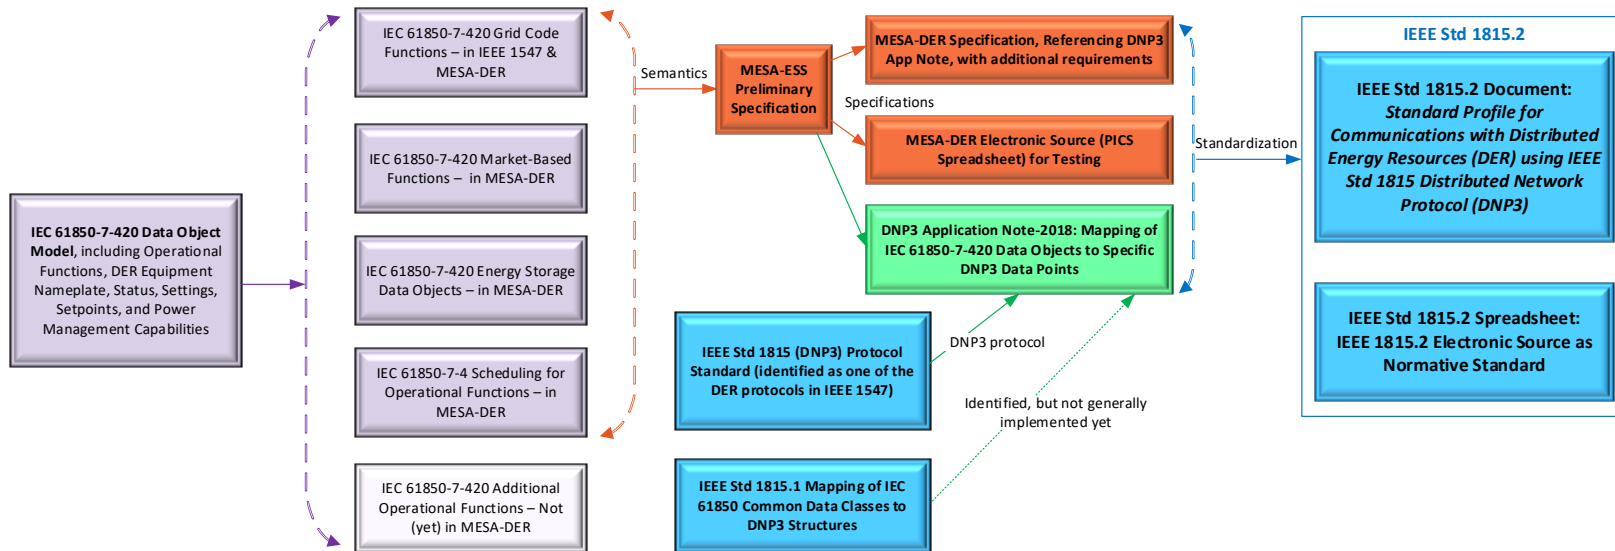 IEC 61850-7-420 Data Object
Model, including Operational
Functions, DER Equipment
Nameplate, Status, Settings,
Setpoints, and Power
Management Capabilities
IEC 61850-7-420 Grid Code
Functions – in IEEE 1547 &
MESA-DER
IEC 61850-7-420 Market-Based
Functions – in MESA-DER
IEC 61850-7-420 Energy Storage
Data Objects – in MESA-DER
IEC 61850-7-4 Scheduling for
Operational Functions – in
MESA-DER
IEC 61850-7-420 Additional
Operational Functions – Not
(yet) in MESA-DER
Semantics
MESA-ESS
Preliminary
Specification
Specifications
MESA-DER Specification, Referencing DNP3
App Note, with additional requirements
MESA-DER Electronic Source (PICS
Spreadsheet) for Testing
DNP3 Application Note-2018: Mapping of
IEC 61850-7-420 Data Objects to Specific
DNP3 Data Points
IEEE Std 1815 (DNP3) Protocol
Standard (identified as one of the
DER protocols in IEEE 1547)
DNP3 protocol
IEEE Std 1815.1 Mapping of IEC
61850 Common Data Classes to
DNP3 Structures
Identified, but not generally
implemented yet
Standardization
IEEE Std 1815.2
IEEE Std 1815.2 Document:
Standard Profile for
Communications with Distributed
Energy Resources (DER) using IEEE
Std 1815 Distributed Network
Protocol (DNP3)
IEEE Std 1815.2 Spreadsheet:
IEEE 1815.2 Electronic Source as
Normative Standard